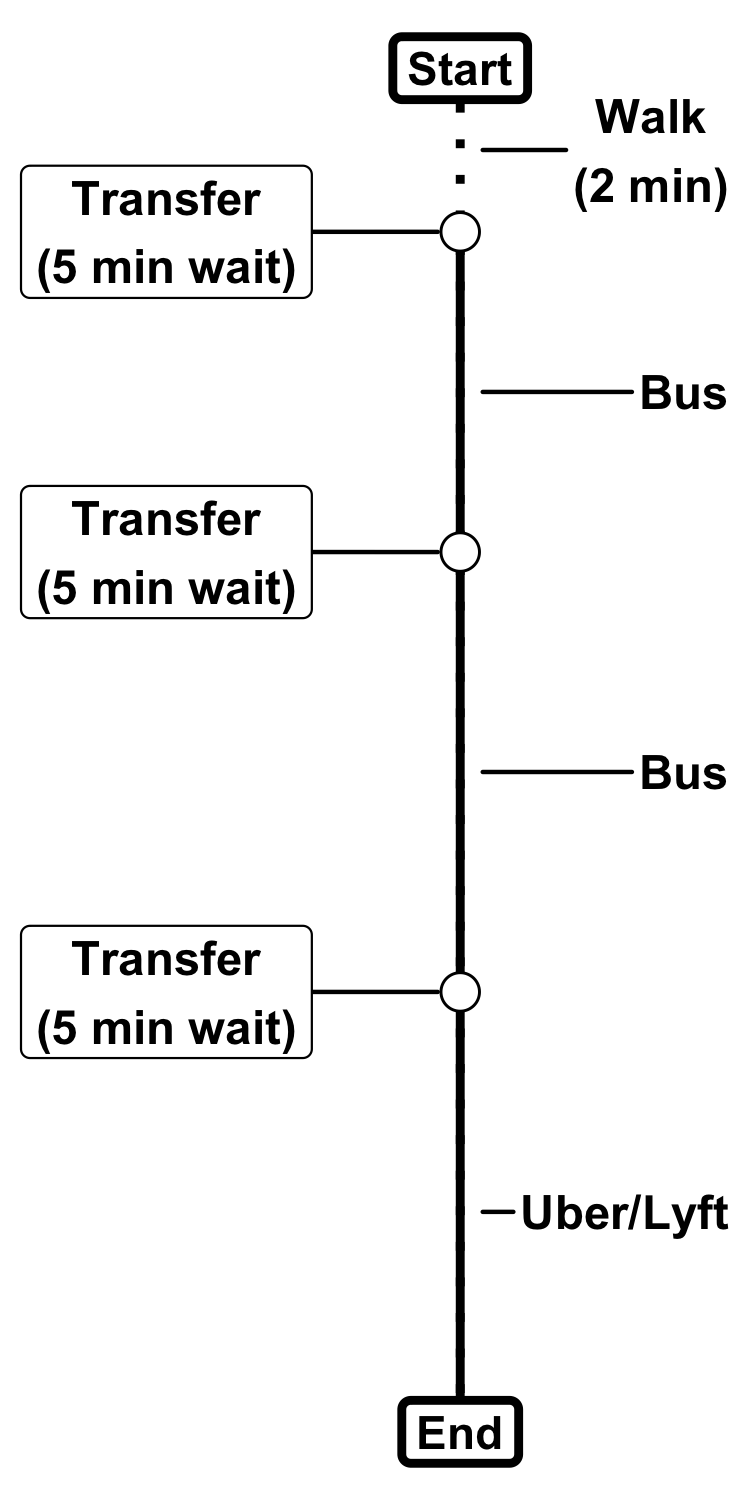 Start
Walk
(2 min)
Transfer
(5 min wait)
Bus
Transfer
(5 min wait)
Bus
Transfer
(5 min wait)
Uber/Lyft
End